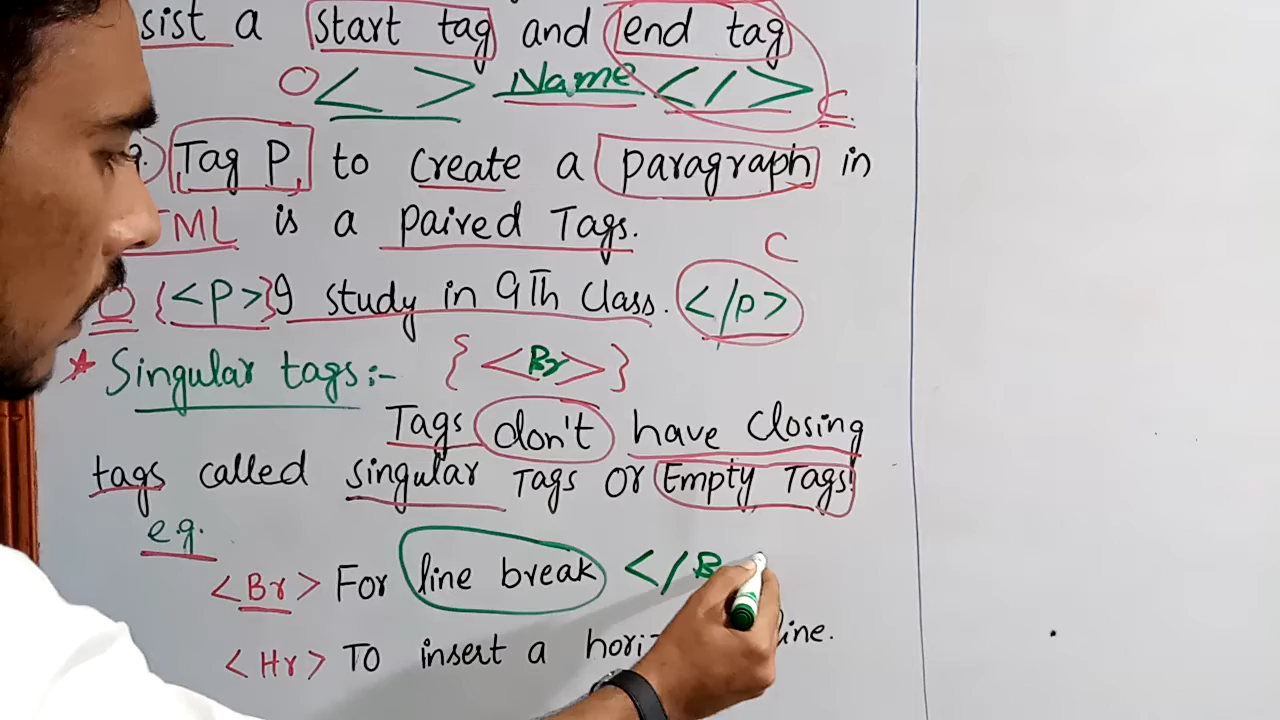 sist a start tag and end tag
O < > Name </> C
g.) Tag P to create a paragraph in
TML is a paired Tags.
C
O {<P>} I study in 9Th Class. </p>
* Singular tags:- { <Br> }
Tags don't have closing
tags called singular Tags or Empty Tags.
e.g.
<Br> For line break </B
<Hr> To insert a hori line.